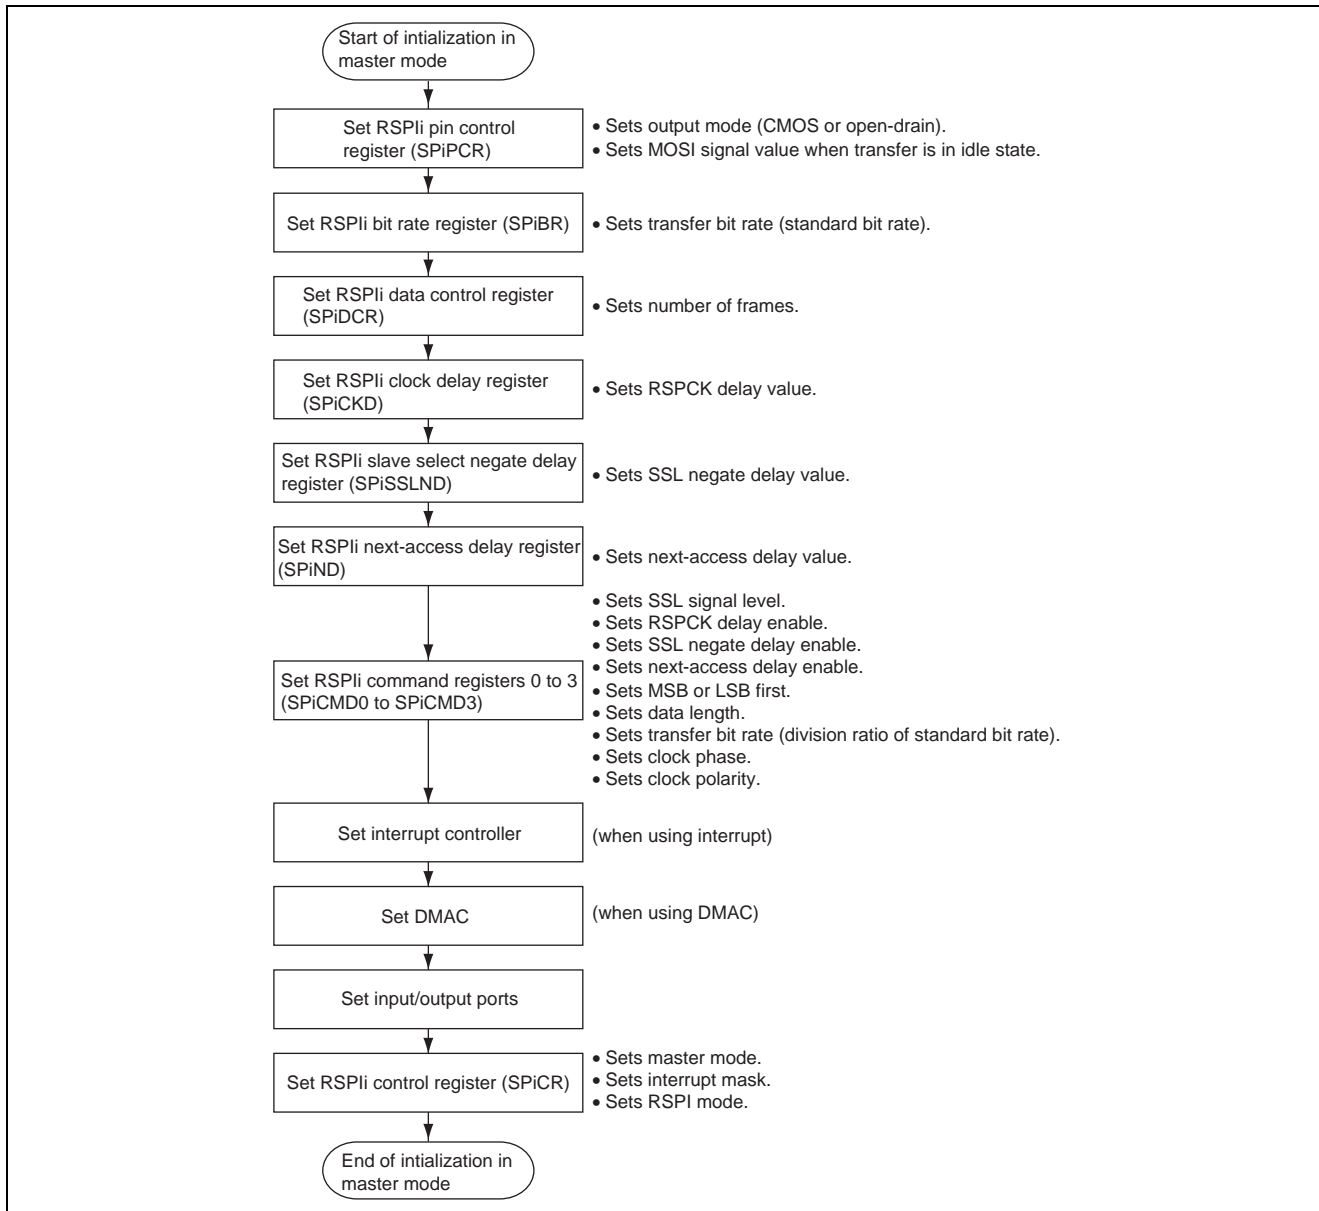 Start of intialization in
master mode
Set RSPIi pin control
register (SPiPCR)
• Sets output mode (CMOS or open-drain).
• Sets MOSI signal value when transfer is in idle state.
Set RSPIi bit rate register (SPiBR)
• Sets transfer bit rate (standard bit rate).
Set RSPIi data control register
(SPiDCR)
• Sets number of frames.
Set RSPIi clock delay register
(SPiCKD)
• Sets RSPCK delay value.
Set RSPIi slave select negate delay
register (SPiSSLND)
• Sets SSL negate delay value.
Set RSPIi next-access delay register
(SPiND)
• Sets next-access delay value.
Set RSPIi command registers 0 to 3
(SPiCMD0 to SPiCMD3)
• Sets SSL signal level.
• Sets RSPCK delay enable.
• Sets SSL negate delay enable.
• Sets next-access delay enable.
• Sets MSB or LSB first.
• Sets data length.
• Sets transfer bit rate (division ratio of standard bit rate).
• Sets clock phase.
• Sets clock polarity.
Set interrupt controller
(when using interrupt)
Set DMAC
(when using DMAC)
Set input/output ports
Set RSPIi control register (SPiCR)
• Sets master mode.
• Sets interrupt mask.
• Sets RSPI mode.
End of intialization in
master mode